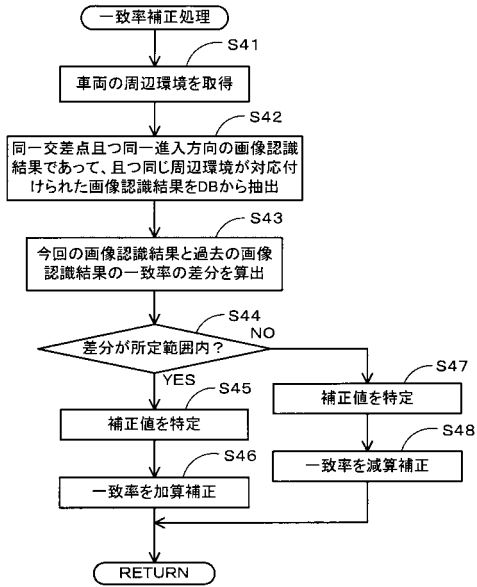 一致率補正処理
S41
車両の周辺環境を取得
S42
同一交差点且つ同一進入方向の画像認識
結果であって、且つ同じ周辺環境が対応付
けられた画像認識結果をDBから抽出
S43
今回の画像認識結果と過去の画像
認識結果の一致率の差分を算出
S44
差分が所定範囲内？
NO
YES
S45
補正値を特定
S46
一致率を加算補正
S47
補正値を特定
S48
一致率を減算補正
RETURN